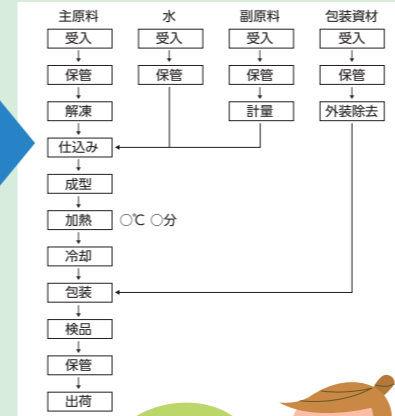 主原料 水 副原料 包装資材
受入 受入 受入 受入
保管 保管 保管 保管
解凍 計量 外装除去
仕込み
成型
加熱 ○℃ ○分
冷却
包装
検品
保管
出荷